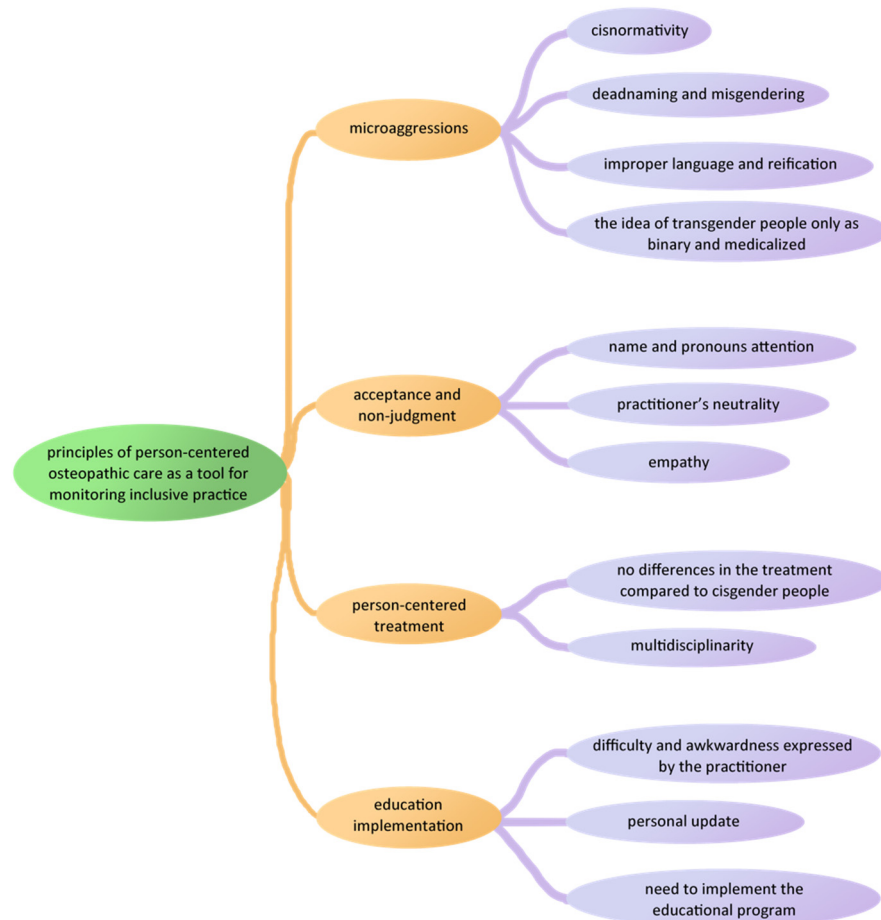 cisnormativity
deadnaming and misgendering
microaggressions
improper language and reification
the idea of transgender people only as
binary and medicalized
name and pronouns attention
acceptance and
non-judgment
practitioner's neutrality
empathy
principles of person-centered
osteopathic care as a tool for
monitoring inclusive practice
no differences in the treatment
compared to cisgender people
person-centered
treatment
multidisciplinarity
difficulty and awkwardness expressed
by the practitioner
education
implementation
personal update
need to implement the
educational program